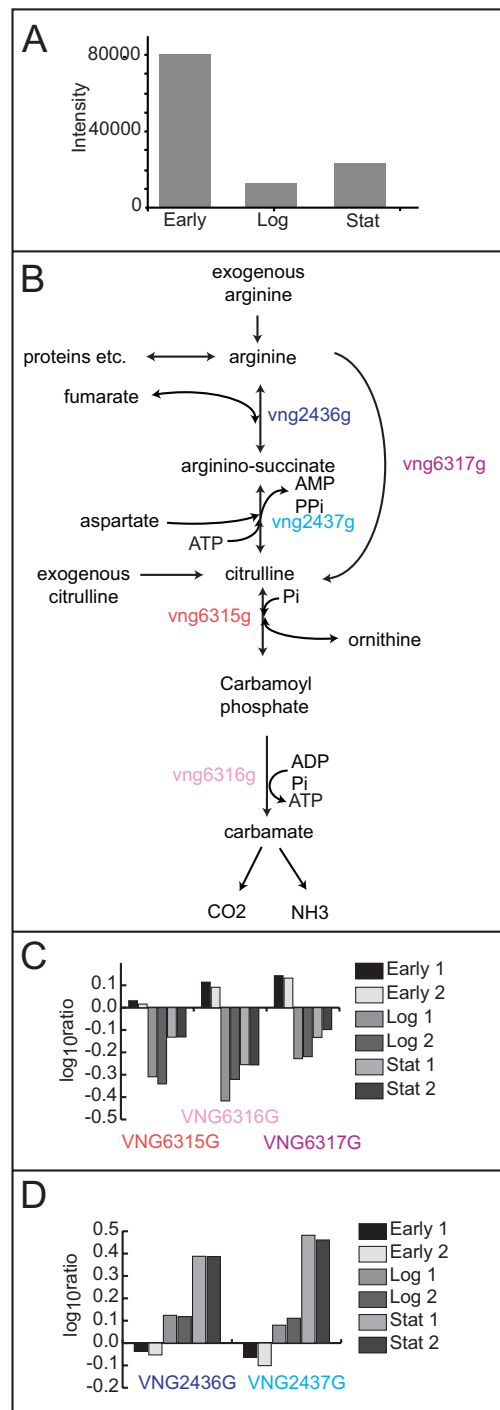 A
80000
40000
0
Intensity
Early Log Stat
B
exogenous
arginine
proteins etc.
arginine
fumarate
vng2436g
vng6317g
arginino-succinate
AMP
PPi
aspartate
vng2437g
ATP
exogenous
citrulline
citrulline
Pi
vng6315g
ornithine
Carbamoyl
phosphate
vng6316g
ADP
Pi
ATP
carbamate
CO2 NH3
C
0.1
0.0
-0.1
-0.2
-0.3
-0.4
-0.5
log10ratio
Early 1
Early 2
Log 1
Log 2
Stat 1
Stat 2
VNG6316G
VNG6315G VNG6317G
D
0.5
0.4
0.3
0.2
0.1
0.0
-0.1
0.2
log10ratio
Early 1
Early 2
Log 1
Log 2
Stat 1
Stat 2
VNG2436G VNG2437G